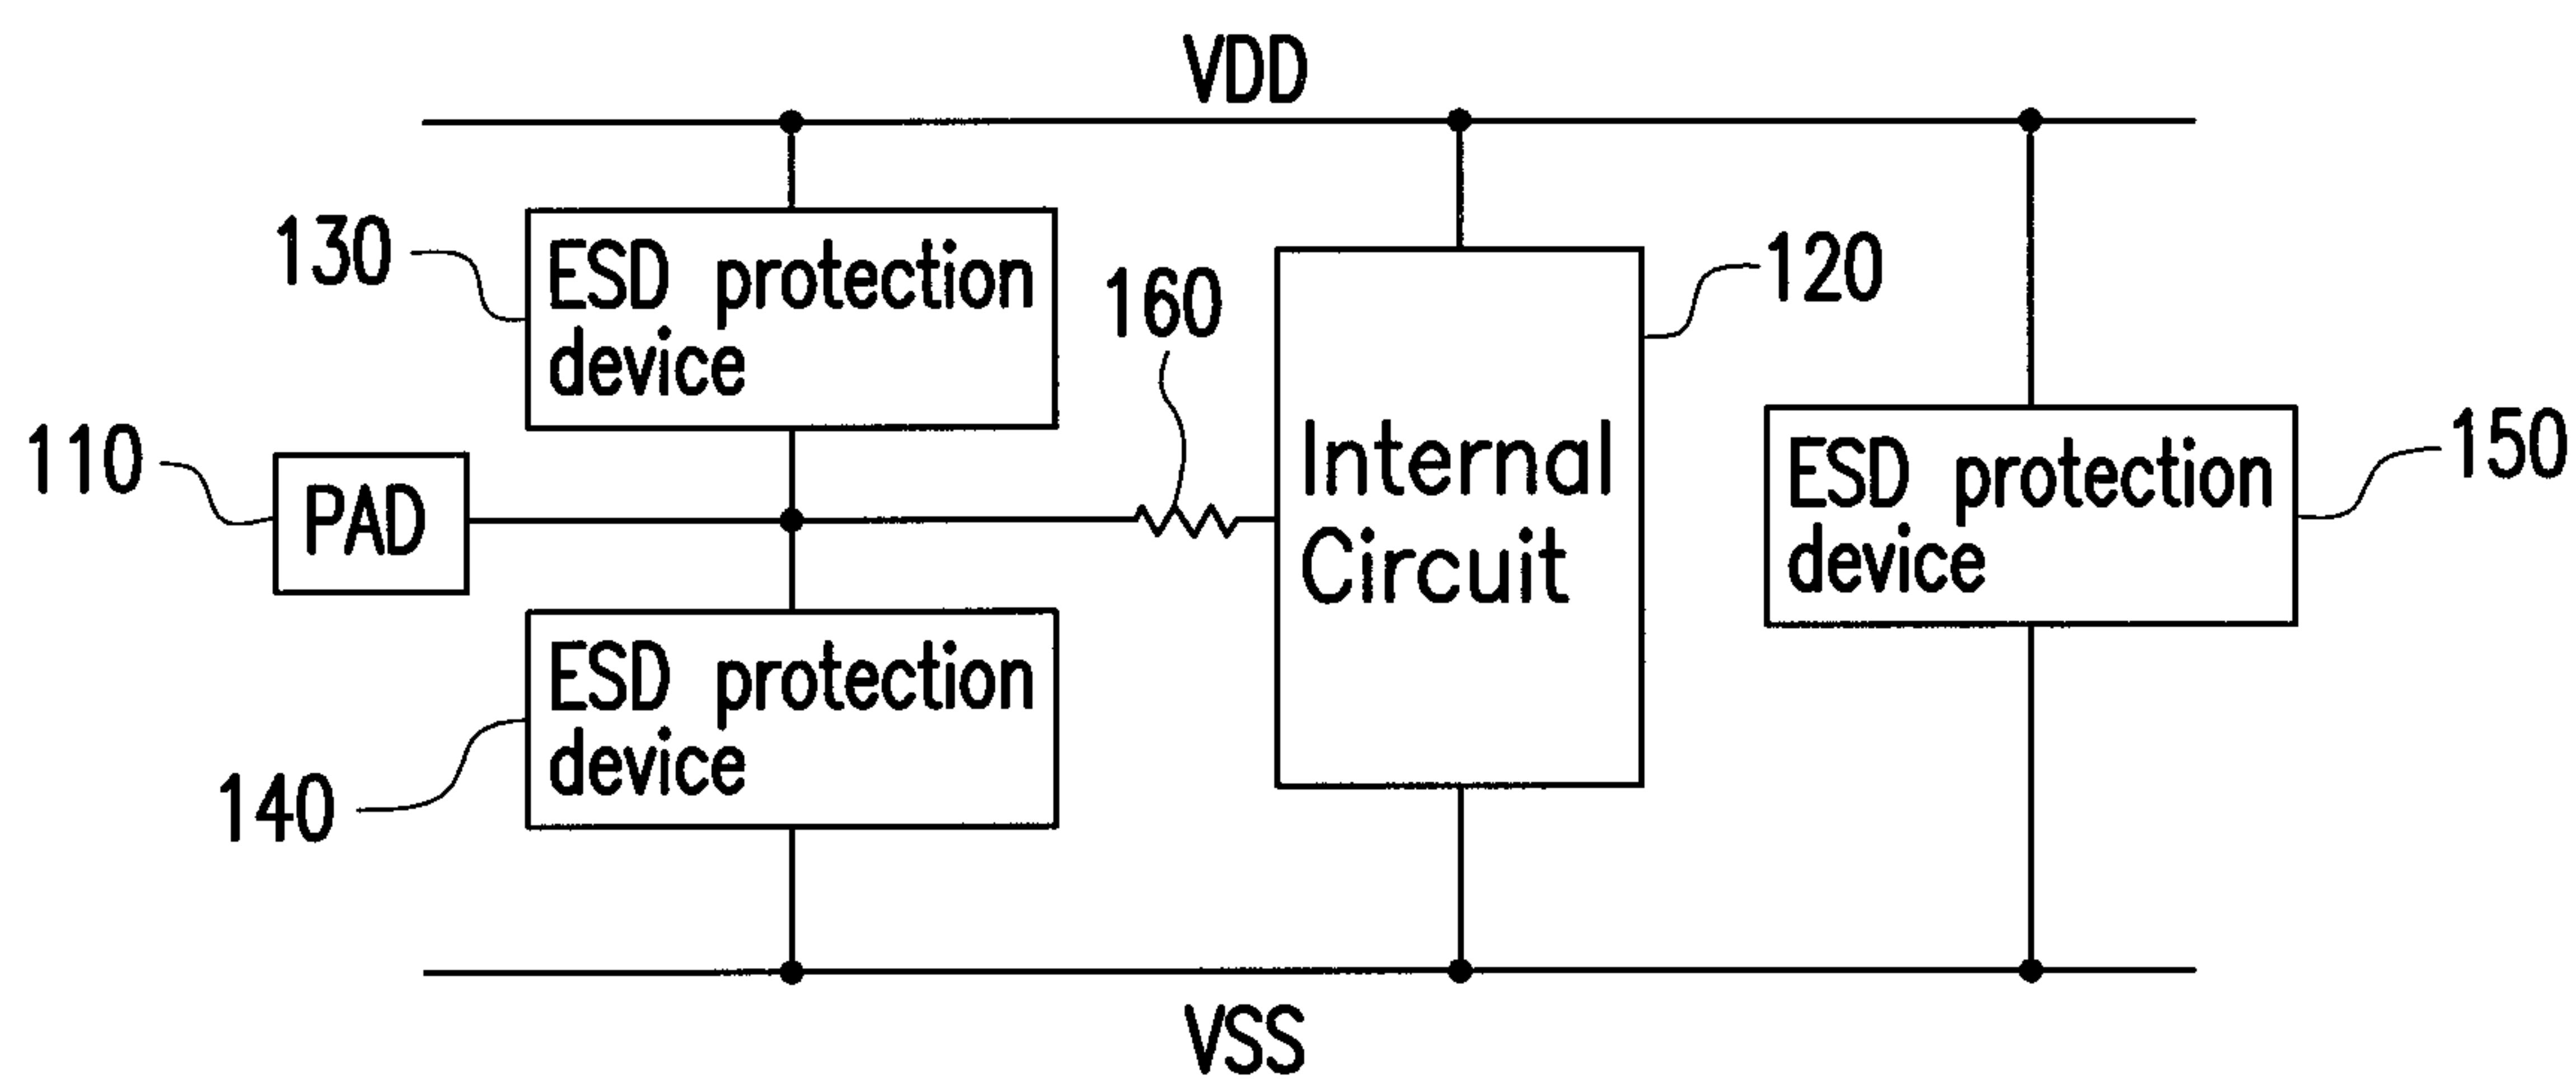 VDD
130
ESD protection
device
160
120
110
PAD
Internal
Circuit
ESD protection
device
150
140
ESD protection
device
VSS